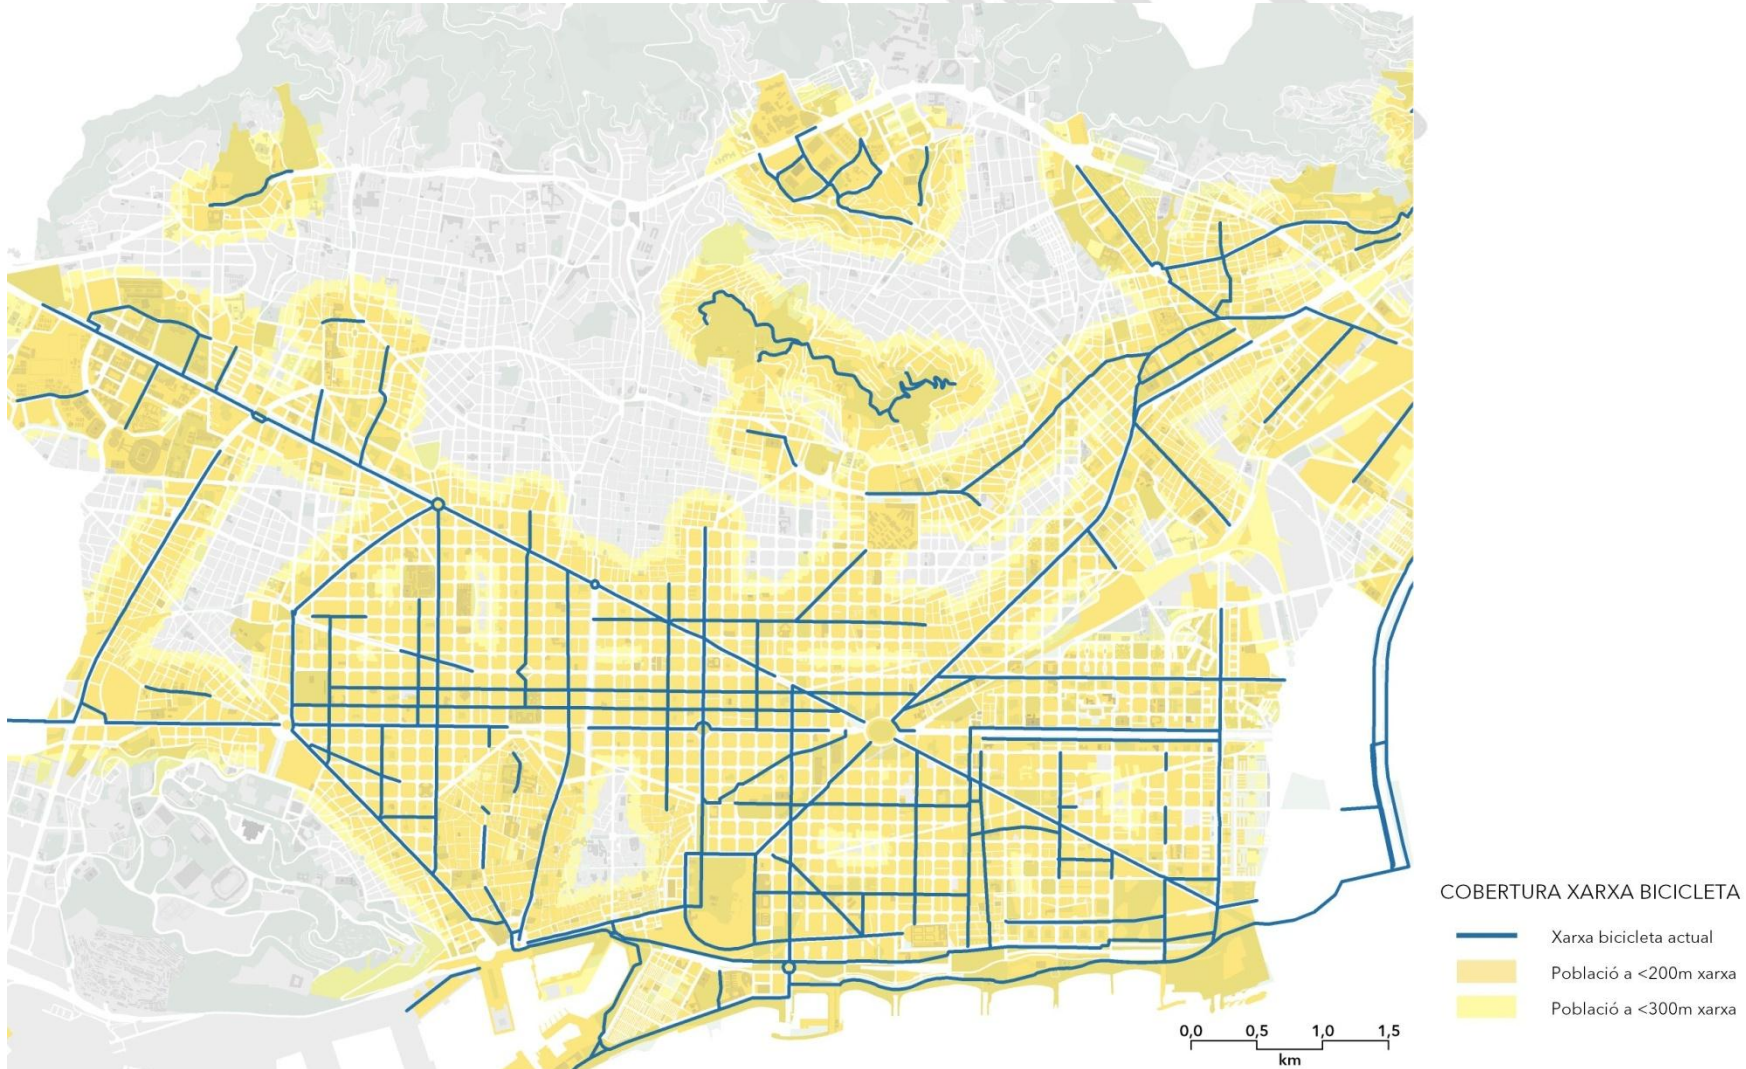 COBERTURA XARXA BICICLETA
Xarxa bicicleta actual
Població a <200m xarxa
Població a <300m xarxa
0,0 0,5 1,0 1,5
km